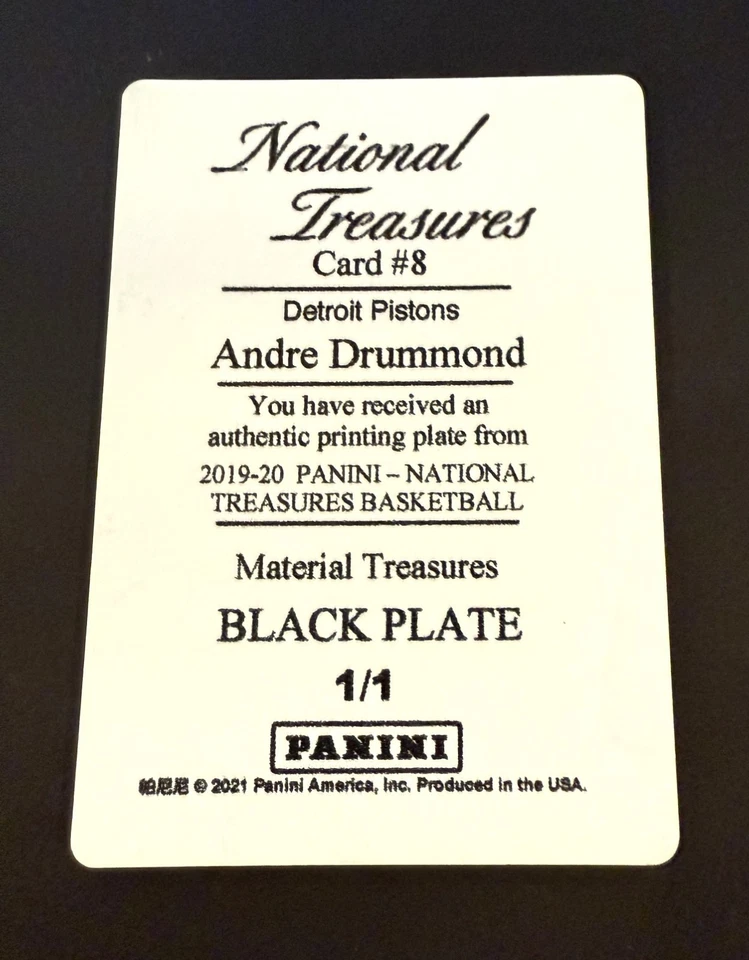 National
Treasures
Card #8
Detroit Pistons
Andre Drummond
You have received an
authentic printing plate from
2019-20 PANINI – NATIONAL
TREASURES BASKETBALL
Material Treasures
BLACK PLATE
1/1
PANINI
帕尼尼 © 2021 Panini America, Inc. Produced in the USA.